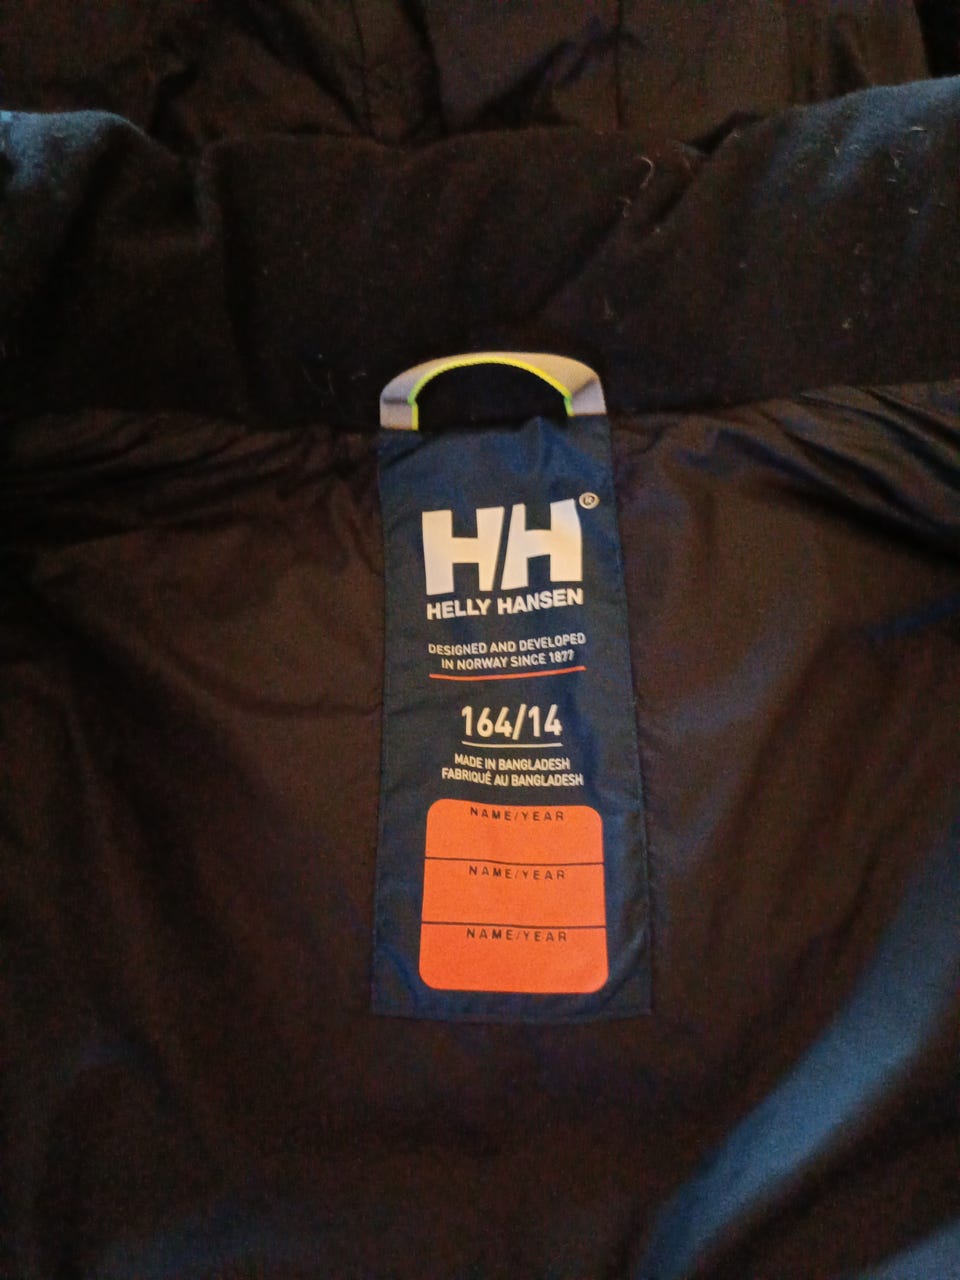 HH®
HELLY HANSEN
DESIGNED AND DEVELOPED
IN NORWAY SINCE 1877
164/14
MADE IN BANGLADESH
FABRIQUÉ AU BANGLADESH
NAME/YEAR
NAME/YEAR
NAME/YEAR